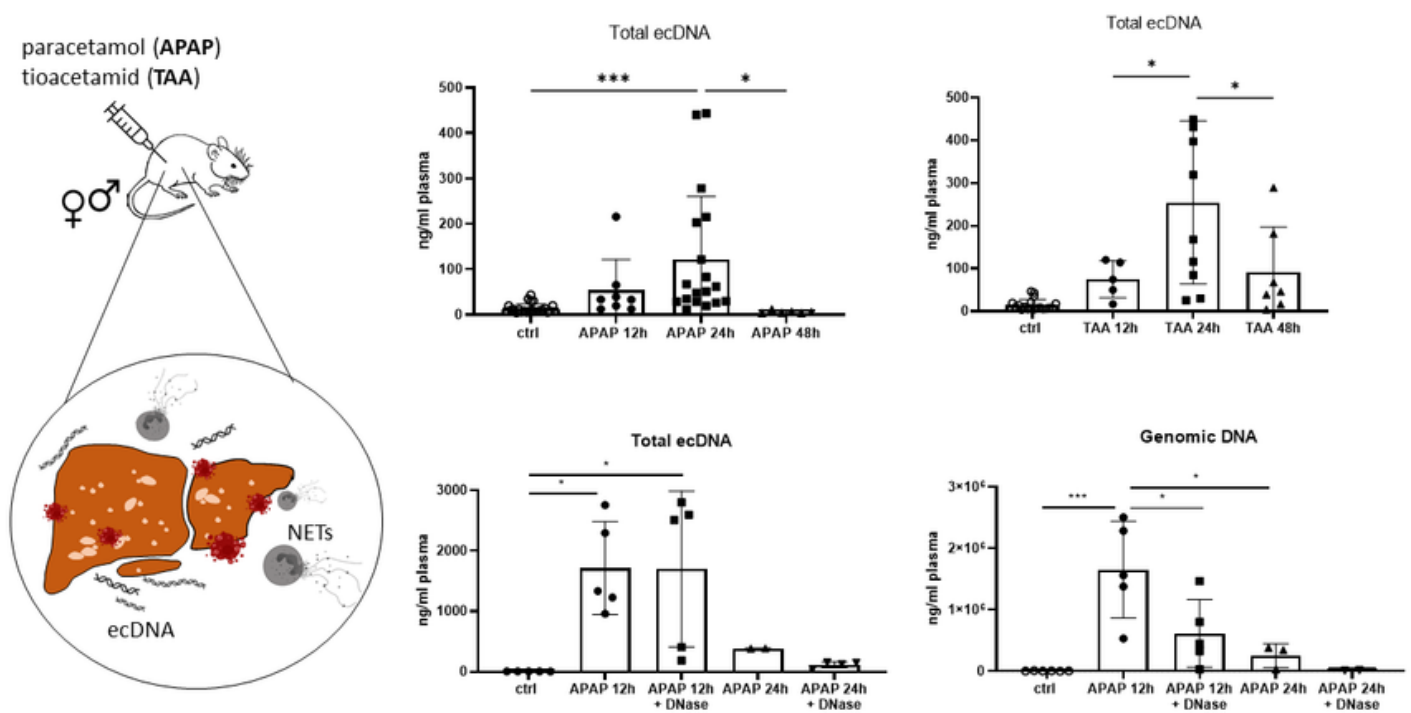 paracetamol (APAP)
tioacetamid (TAA)
♀♂
NETs
ecDNA
Total ecDNA
***
*
ng/ml plasma
500
400
300
200
100
0
ctrl
APAP 12h
APAP 24h
APAP 48h
Total ecDNA
*
*
ng/ml plasma
500
400
300
200
100
0
ctrl
TAA 12h
TAA 24h
TAA 48h
Total ecDNA
*
*
ng/ml plasma
3000
2000
1000
0
ctrl
APAP 12h
APAP 12h
+ DNase
APAP 24h
APAP 24h
+ DNase
Genomic DNA
*
***
*
ng/ml plasma
3×10⁶
2×10⁶
1×10⁶
0
ctrl
APAP 12h
APAP 12h
+ DNase
APAP 24h
APAP 24h
+ DNase